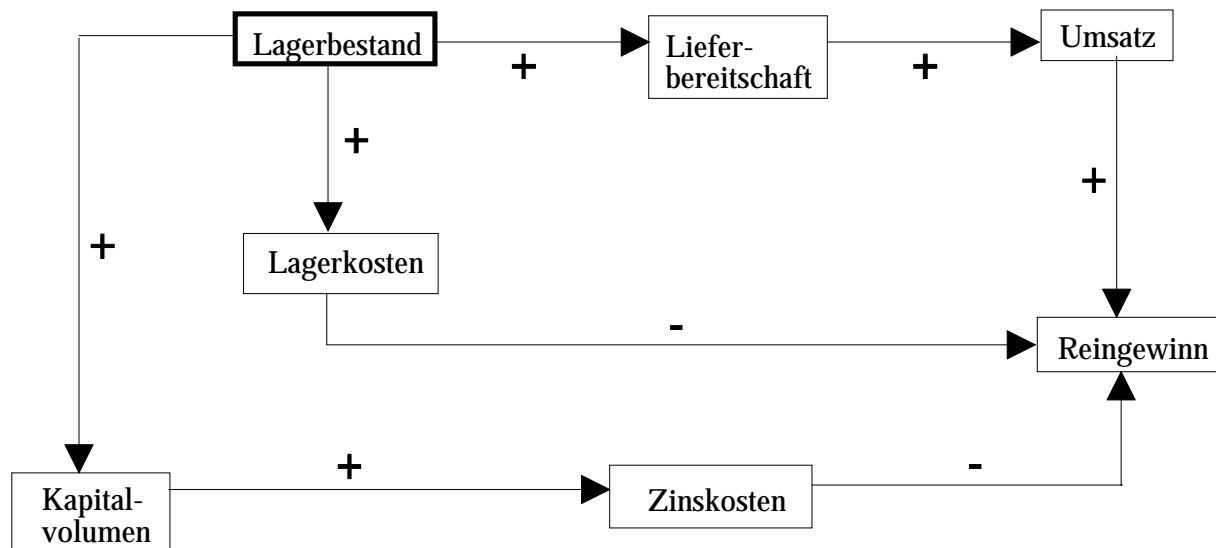 Lagerbestand
Liefer-
bereitschaft
Umsatz
+
+
+
+
+
Lagerkosten
-
Reingewinn
+
-
Kapital-
volumen
Zinskosten